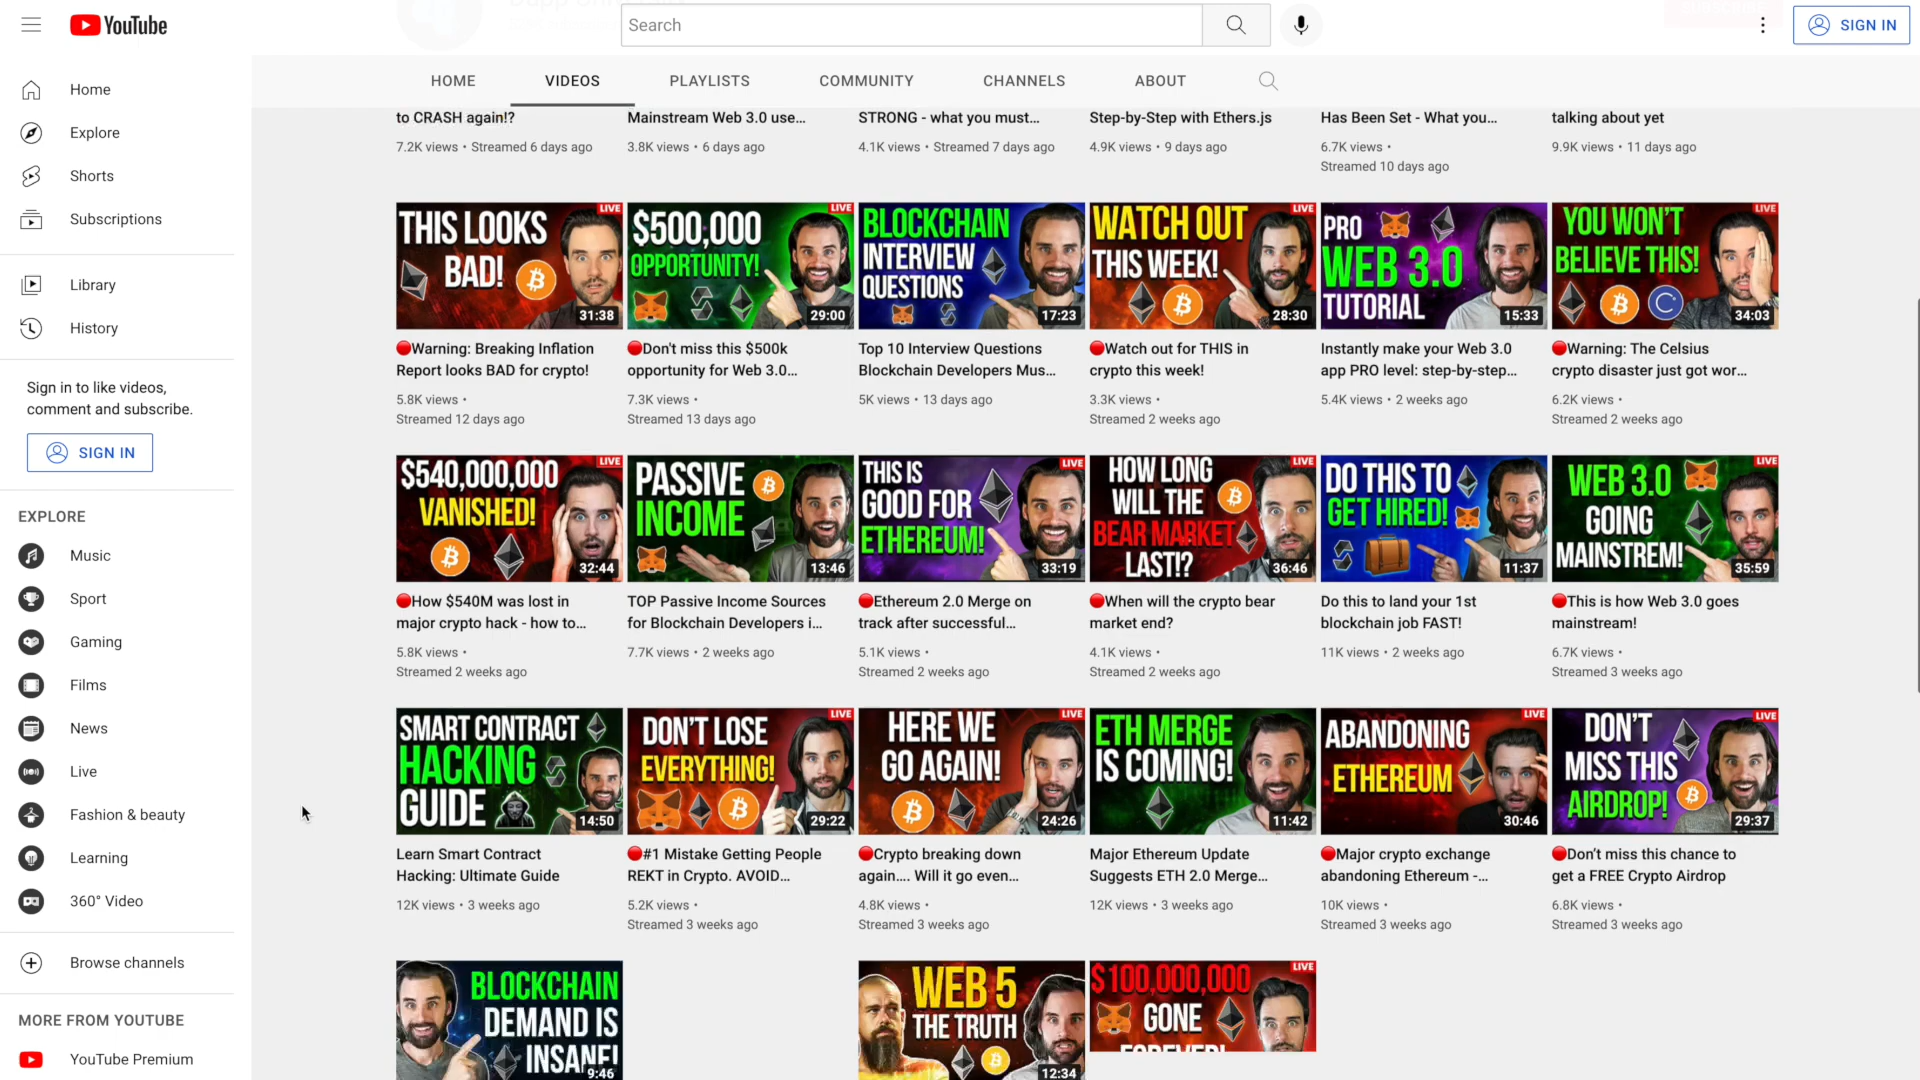 YouTube
Search
SIGN IN
Home
Explore
Shorts
Subscriptions
Library
History
Sign in to like videos,
comment and subscribe.
SIGN IN
EXPLORE
Music
Sport
Gaming
Films
News
Live
Fashion & beauty
Learning
360° Video
Browse channels
MORE FROM YOUTUBE
YouTube Premium
HOME
VIDEOS
PLAYLISTS
COMMUNITY
CHANNELS
ABOUT
to CRASH again!?
7.2K views • Streamed 6 days ago
Mainstream Web 3.0 use...
3.8K views • 6 days ago
STRONG - what you must...
4.1K views • Streamed 7 days ago
Step-by-Step with Ethers.js
4.9K views • 9 days ago
Has Been Set - What you...
6.7K views •
Streamed 10 days ago
talking about yet
9.9K views • 11 days ago
THIS LOOKS
BAD!
LIVE
31:38
Warning: Breaking Inflation
Report looks BAD for crypto!
5.8K views •
Streamed 12 days ago
$500,000
OPPORTUNITY!
LIVE
29:00
Don't miss this $500k
opportunity for Web 3.0...
7.3K views •
Streamed 13 days ago
BLOCKCHAIN
INTERVIEW
QUESTIONS
17:23
Top 10 Interview Questions
Blockchain Developers Mus...
5K views • 13 days ago
WATCH OUT
THIS WEEK!
LIVE
28:30
Watch out for THIS in
crypto this week!
3.3K views •
Streamed 2 weeks ago
PRO
WEB 3.0
TUTORIAL
15:33
Instantly make your Web 3.0
app PRO level: step-by-step...
5.4K views • 2 weeks ago
YOU WON'T
BELIEVE THIS!
LIVE
34:03
Warning: The Celsius
crypto disaster just got wor...
6.2K views •
Streamed 2 weeks ago
$540,000,000
VANISHED!
LIVE
32:44
How $540M was lost in
major crypto hack - how to...
5.8K views •
Streamed 2 weeks ago
PASSIVE
INCOME
13:46
TOP Passive Income Sources
for Blockchain Developers i...
7.7K views • 2 weeks ago
THIS IS
GOOD FOR
ETHEREUM!
LIVE
33:19
Ethereum 2.0 Merge on
track after successful...
5.1K views •
Streamed 2 weeks ago
HOW LONG
WILL THE
BEAR MARKET
LAST!?
LIVE
36:46
When will the crypto bear
market end?
4.1K views •
Streamed 2 weeks ago
DO THIS TO
GET HIRED!
11:37
Do this to land your 1st
blockchain job FAST!
11K views • 2 weeks ago
WEB 3.0
GOING
MAINSTREM!
LIVE
35:59
This is how Web 3.0 goes
mainstream!
6.7K views •
Streamed 3 weeks ago
SMART CONTRACT
HACKING
GUIDE
14:50
Learn Smart Contract
Hacking: Ultimate Guide
12K views • 3 weeks ago
DON'T LOSE
EVERYTHING!
LIVE
29:22
#1 Mistake Getting People
REKT in Crypto. AVOID...
5.2K views •
Streamed 3 weeks ago
HERE WE
GO AGAIN!
LIVE
24:26
Crypto breaking down
again.... Will it go even...
4.8K views •
Streamed 3 weeks ago
ETH MERGE
IS COMING!
11:42
Major Ethereum Update
Suggests ETH 2.0 Merge...
12K views • 3 weeks ago
ABANDONING
ETHEREUM
LIVE
30:46
Major crypto exchange
abandoning Ethereum -...
10K views •
Streamed 3 weeks ago
DON'T
MISS THIS
AIRDROP!
LIVE
29:37
Don't miss this chance to
get a FREE Crypto Airdrop
6.8K views •
Streamed 3 weeks ago
BLOCKCHAIN
DEMAND IS
INSANE!
9:46
WEB 5
THE TRUTH
12:34
$100,000,000
GONE
FOREVER!
LIVE